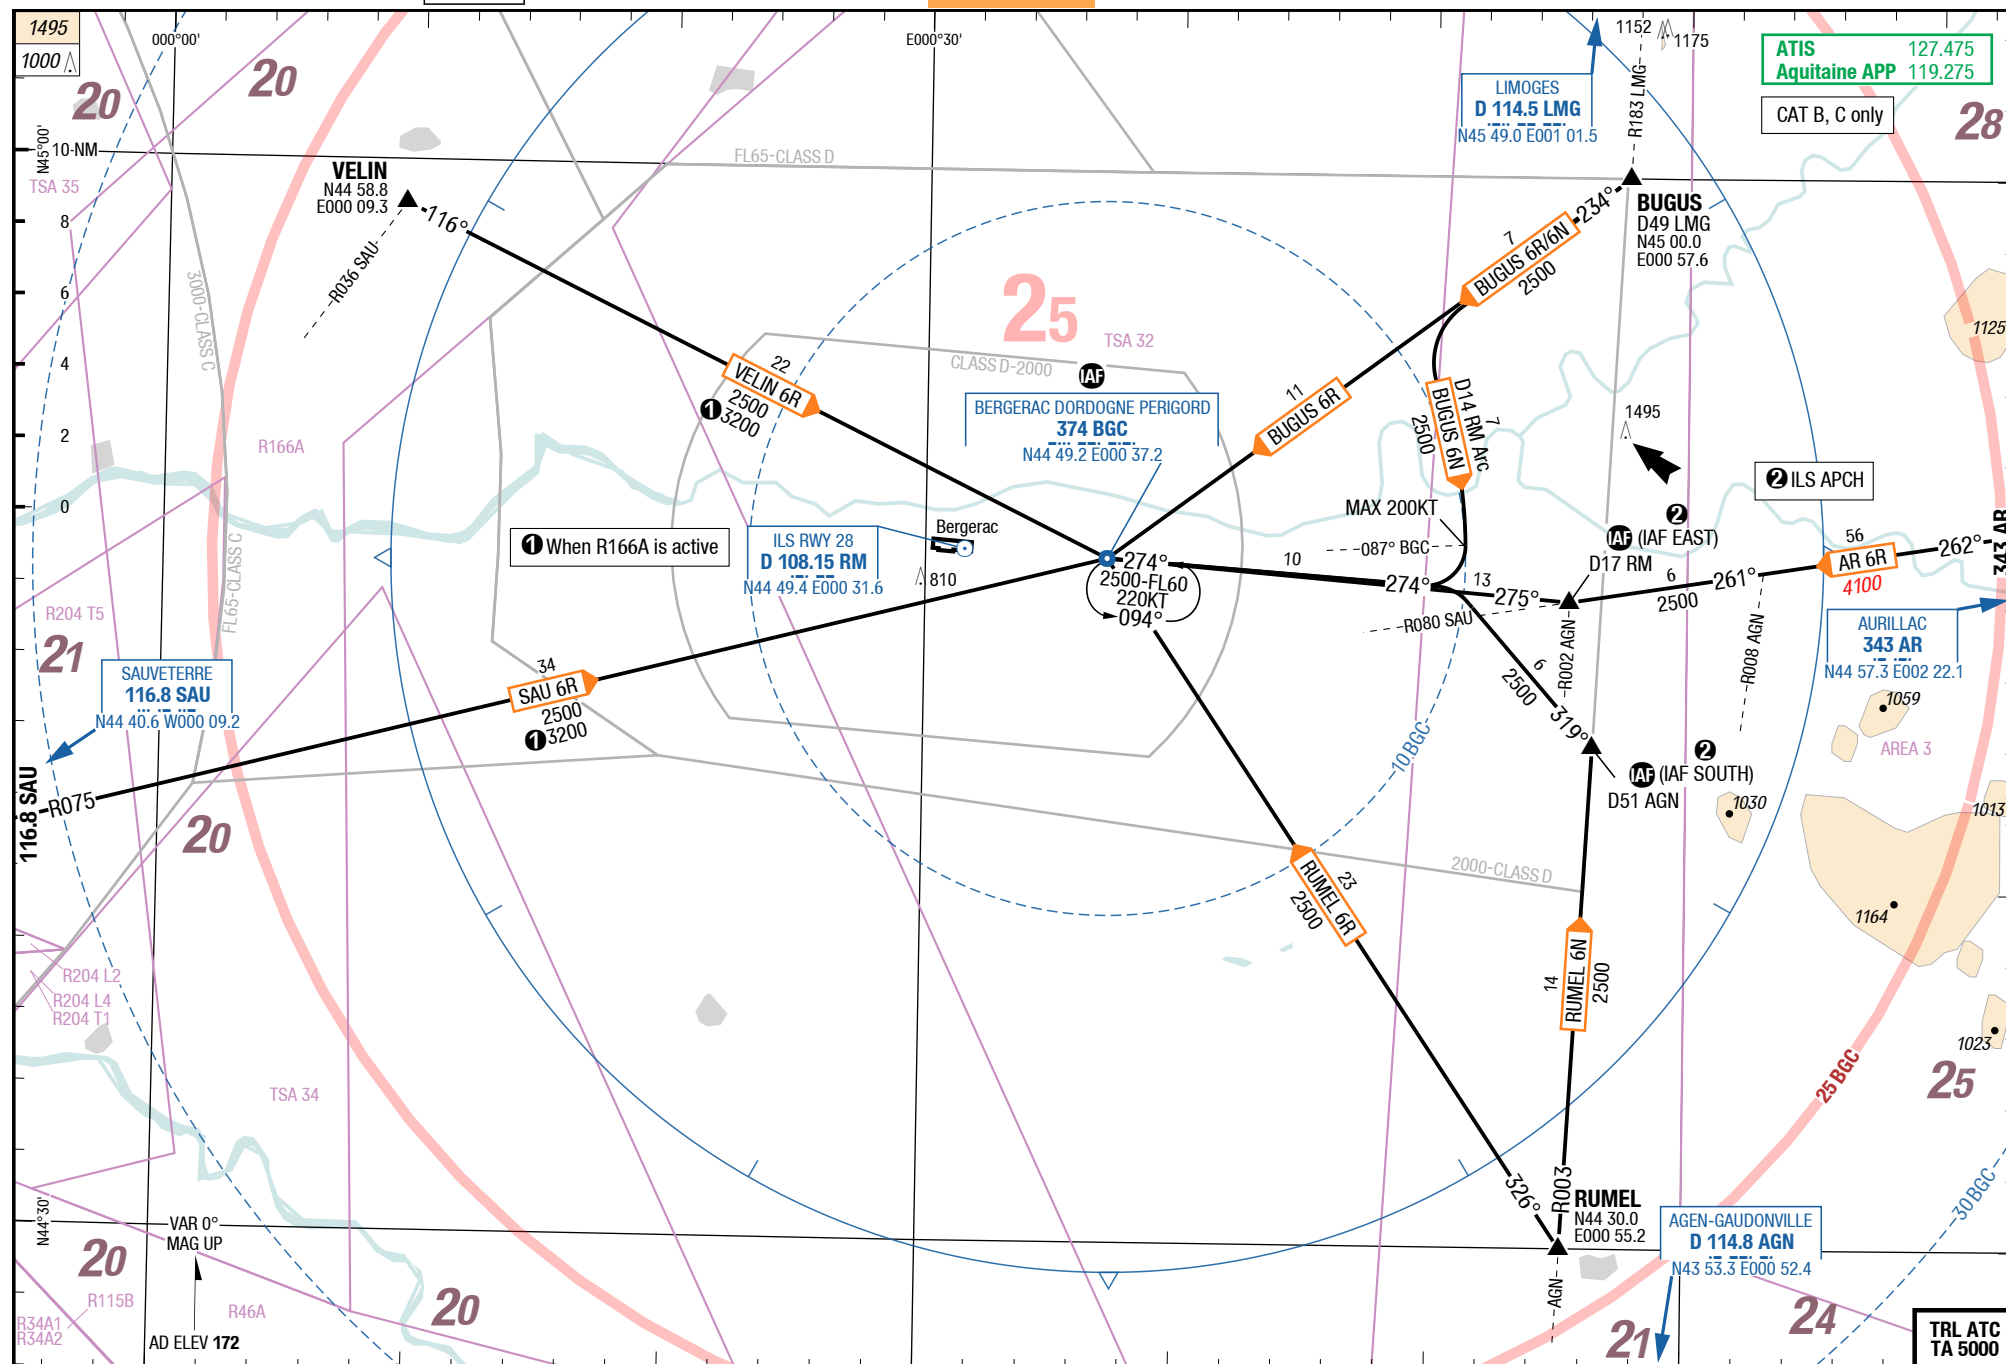 1495
1000
000°00'
E000°30'
1152
1175
ATIS 127.475
Aquitaine APP 119.275
CAT B, C only
20
20
28
LIMOGES
D 114.5 LMG
N45 49.0 E001 01.5
R183 LMG
N45°00'
10-NM
8
6
4
2
0
TSA 35
VELIN
N44 58.8
E000 09.3
116°
R036 SAU
FL65-CLASS D
3000-CLASS C
234°
BUGUS
D49 LMG
N45 00.0
E000 57.6
7
BUGUS 6R/6N
2500
25
TSA 32
CLASS D-2000
IAF
22
VELIN 6R
2500
1 3200
BERGERAC DORDOGNE PERIGORD
374 BGC
N44 49.2 E000 37.2
11
BUGUS 6R
D14 RM Arc
7
BUGUS 6N
2500
1125
1495
R166A
2 ILS APCH
MAX 200KT
1 When R166A is active
ILS RWY 28
D 108.15 RM
N44 49.4 E000 31.6
Bergerac
810
087° BGC
10
274°
2500-FL60
220KT
094°
274°
13
275°
R080 SAU
2
IAF (IAF EAST)
D17 RM
6
2500
261°
56
AR 6R
4100
262°
343 AR
FL65-CLASS C
R204 T5
21
SAUVETERRE
116.8 SAU
N44 40.6 W000 09.2
34
SAU 6R
2500
1 3200
R075
116.8 SAU
20
6
2500
319°
R002 AGN
R008 AGN
AURILLAC
343 AR
N44 57.3 E002 22.1
1059
AREA 3
2
IAF (IAF SOUTH)
D51 AGN
1030
1013
10 BGC
2000-CLASS D
23
RUMEL 6R
2500
1164
14
RUMEL 6N
2500
R204 L2
R204 L4
R204 T1
1023
25 BGC
25
TSA 34
N44°30'
VAR 0°
MAG UP
20
326°
R003
RUMEL
N44 30.0
E000 55.2
30 BGC
AGEN-GAUDONVILLE
D 114.8 AGN
N43 53.3 E000 52.4
AGN
R115B
R46A
R34A1
R34A2
20
AD ELEV 172
21
24
TRL ATC
TA 5000